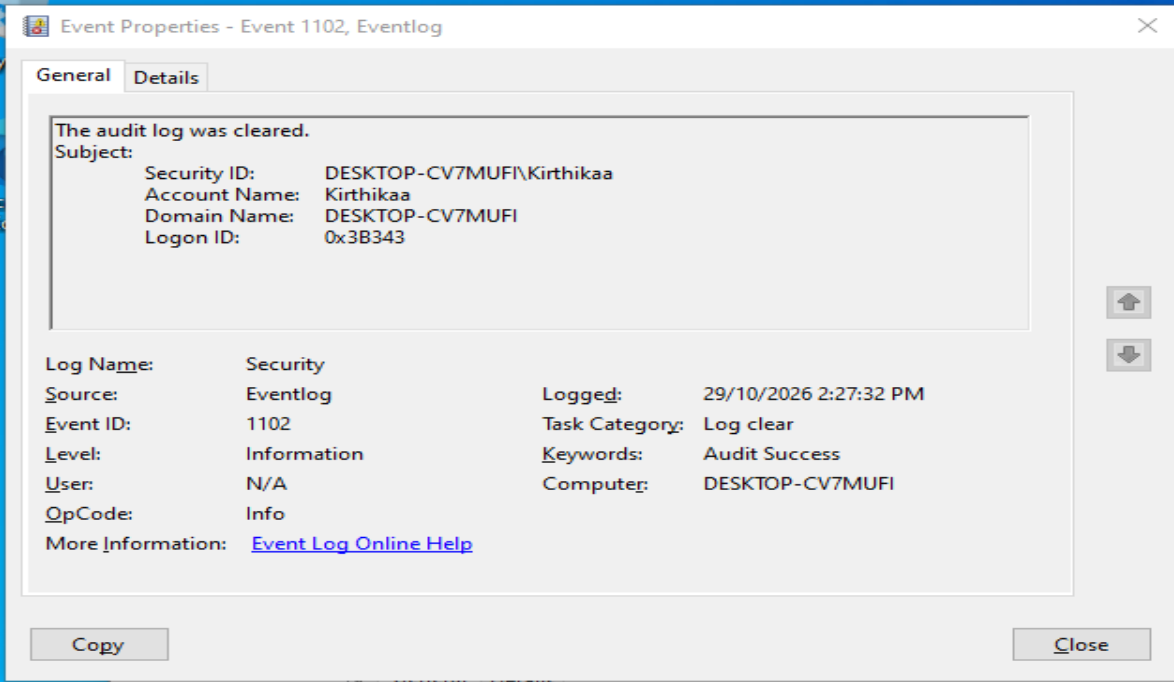 Event Properties - Event 1102, Eventlog
General Details
The audit log was cleared.
Subject:
Security ID: DESKTOP-CV7MUFI\Kirthikaa
Account Name: Kirthikaa
Domain Name: DESKTOP-CV7MUFI
Logon ID: 0x3B343
Log Name: Security
Source: Eventlog Logged: 29/10/2026 2:27:32 PM
Event ID: 1102 Task Category: Log clear
Level: Information Keywords: Audit Success
User: N/A Computer: DESKTOP-CV7MUFI
OpCode: Info
More Information: Event Log Online Help
Copy Close